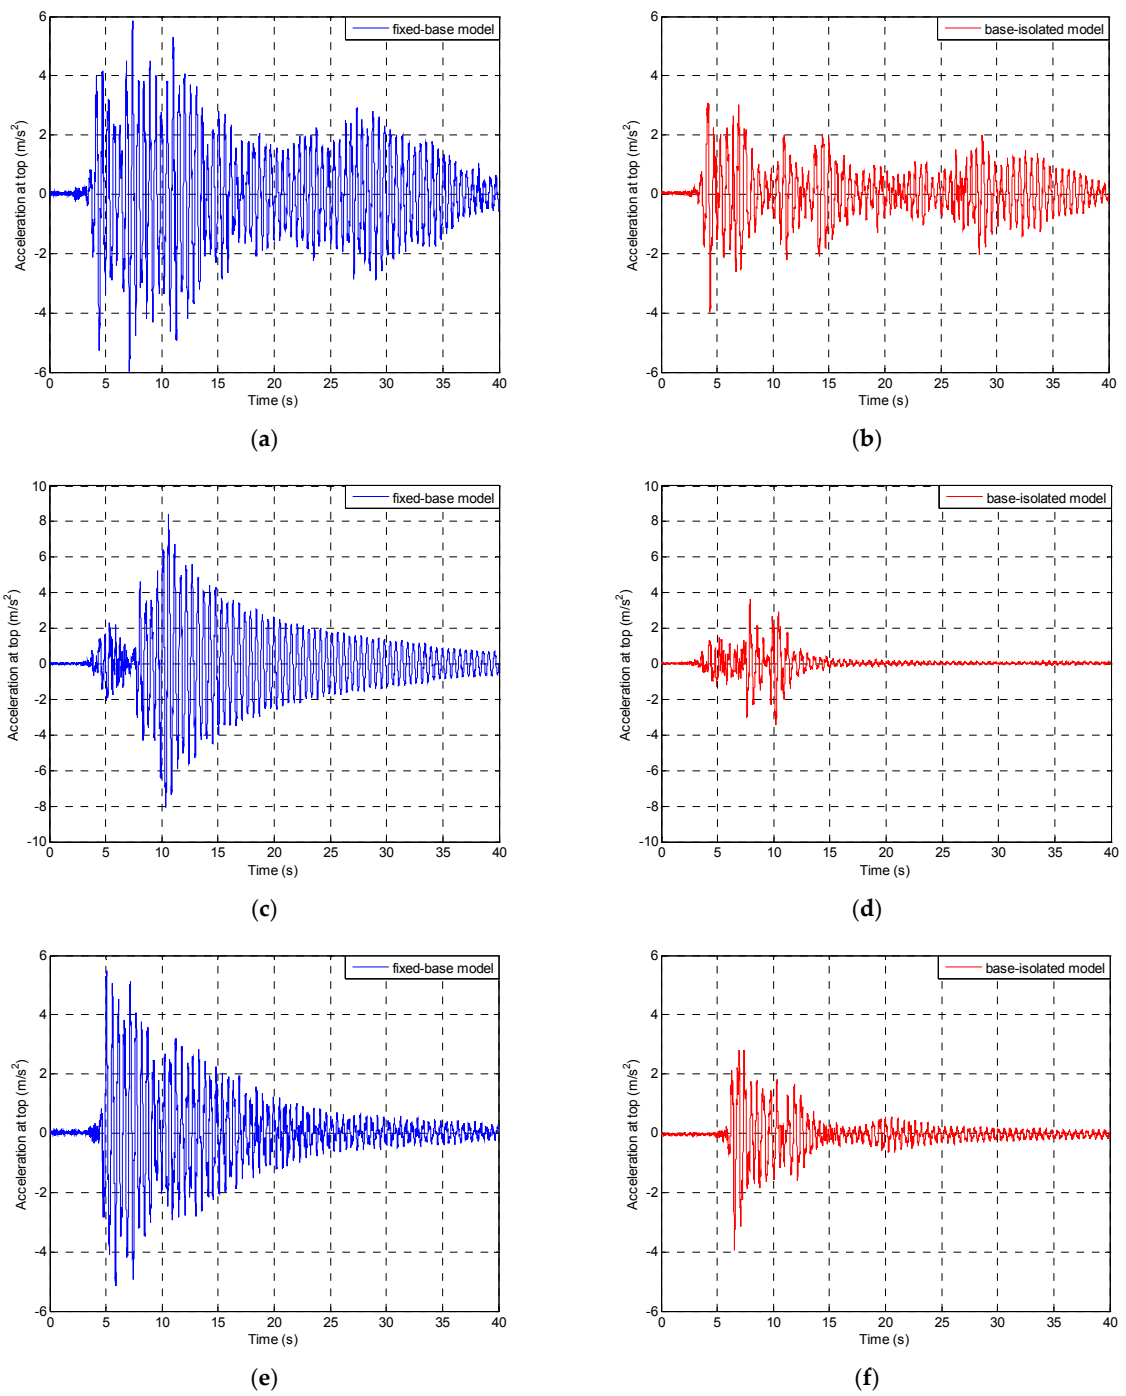 fixed-base model
Acceleration at top (m/s²)
6
4
2
0
-2
-4
-6
0 5 10 15 20 25 30 35 40
Time (s)
(a)
base-isolated model
Acceleration at top (m/s²)
6
4
2
0
-2
-4
-6
0 5 10 15 20 25 30 35 40
Time (s)
(b)
fixed-base model
Acceleration at top (m/s²)
10
8
6
4
2
0
-2
-4
-6
-8
-10
0 5 10 15 20 25 30 35 40
Time (s)
(c)
base-isolated model
Acceleration at top (m/s²)
10
8
6
4
2
0
-2
-4
-6
-8
-10
0 5 10 15 20 25 30 35 40
Time (s)
(d)
fixed-base model
Acceleration at top (m/s²)
6
4
2
0
-2
-4
-6
0 5 10 15 20 25 30 35 40
Time (s)
(e)
base-isolated model
Acceleration at top (m/s²)
6
4
2
0
-2
-4
-6
0 5 10 15 20 25 30 35 40
Time (s)
(f)